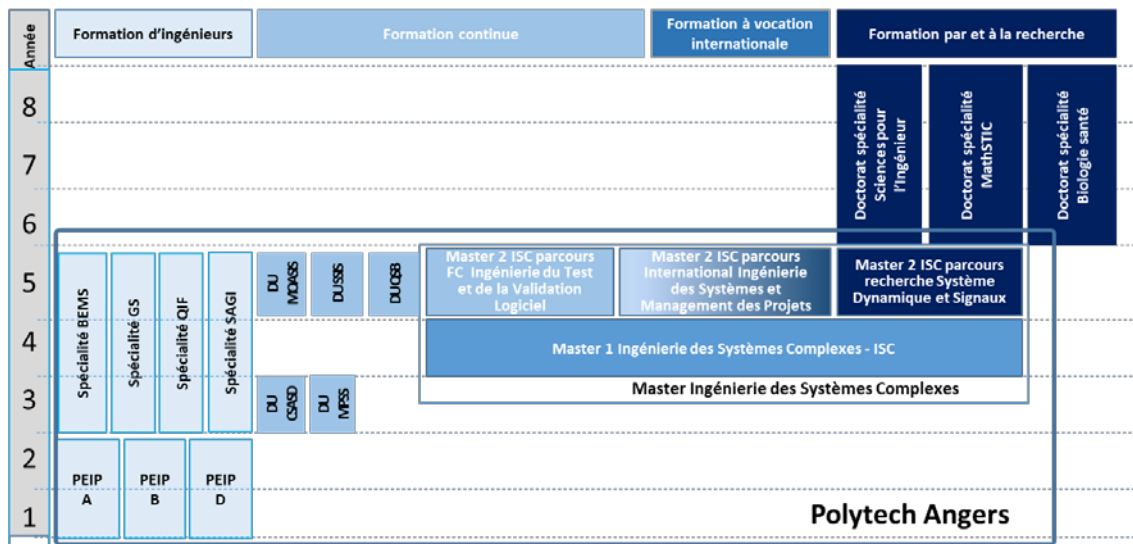 Année
Formation d'ingénieurs
Formation continue
Formation à vocation
internationale
Formation par et à la recherche
8
7
6
5
4
3
2
1
Doctorat spécialité
Sciences pour
l'Ingénieur
Doctorat spécialité
MathSTIC
Doctorat spécialité
Biologie santé
Spécialité BEMS
Spécialité GS
Spécialité QIF
Spécialité SAGI
DU
MOASIS
DU SSIS
DU IQSB
Master 2 ISC parcours
FC Ingénierie du Test
et de la Validation
Logiciel
Master 2 ISC parcours
International Ingénierie
des Systèmes et
Management des Projets
Master 2 ISC parcours
recherche Système
Dynamique et Signaux
Master 1 Ingénierie des Systèmes Complexes - ISC
Master Ingénierie des Systèmes Complexes
DU
CSASD
DU
MPSS
PEIP
A
PEIP
B
PEIP
D
Polytech Angers